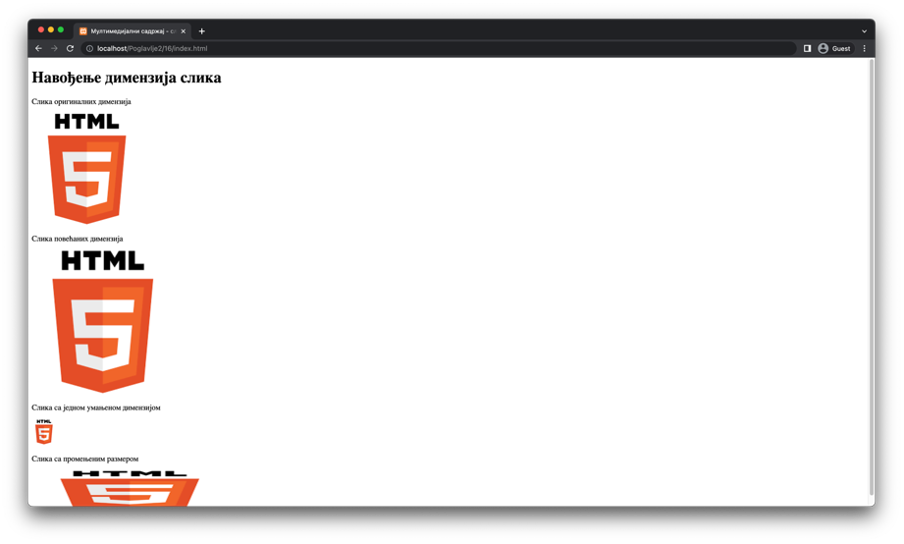 Мултимедијални садржај - сл
localhost/Poglavlje2/16/index.html
Guest
Навођење димензија слика
Слика оригиналних димензија
HTML
5
Слика повећаних димензија
HTML
5
Слика са једном умањеном димензијом
HTML
5
Слика са промењеним размером
HTML
5